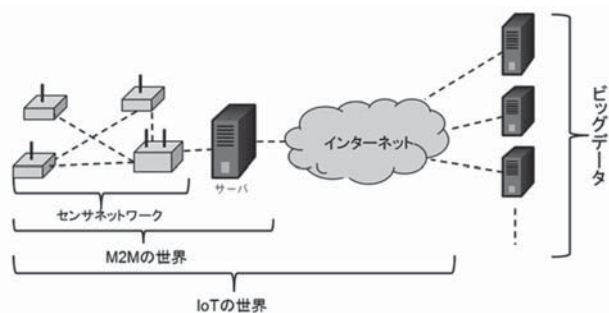 インターネット
サーバ
センサネットワーク
M2Mの世界
IoTの世界
ビッグデータ